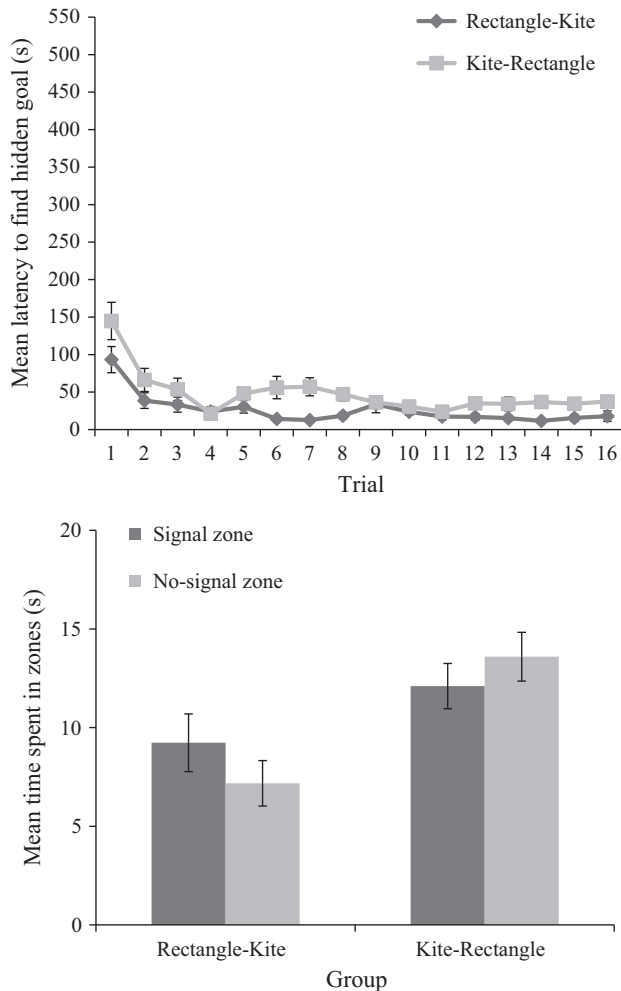 550
500
450
400
350
300
250
200
150
100
50
0
Mean latency to find hidden goal (s)
Rectangle-Kite
Kite-Rectangle
1 2 3 4 5 6 7 8 9 10 11 12 13 14 15 16
Trial
20
15
10
5
0
Mean time spent in zones (s)
Signal zone
No-signal zone
Rectangle-Kite Kite-Rectangle
Group